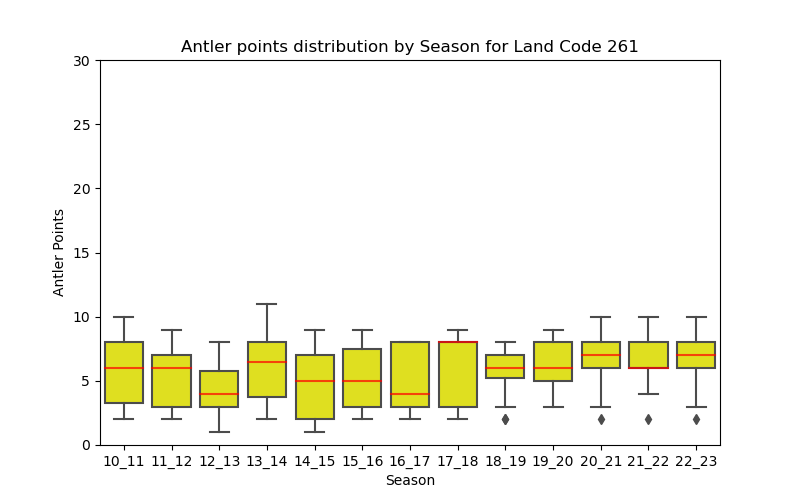 Antler points distribution by Season for Land Code 261
30
25
20
15
10
5
0
Antler Points
10_11 11_12 12_13 13_14 14_15 15_16 16_17 17_18 18_19 19_20 20_21 21_22 22_23
Season